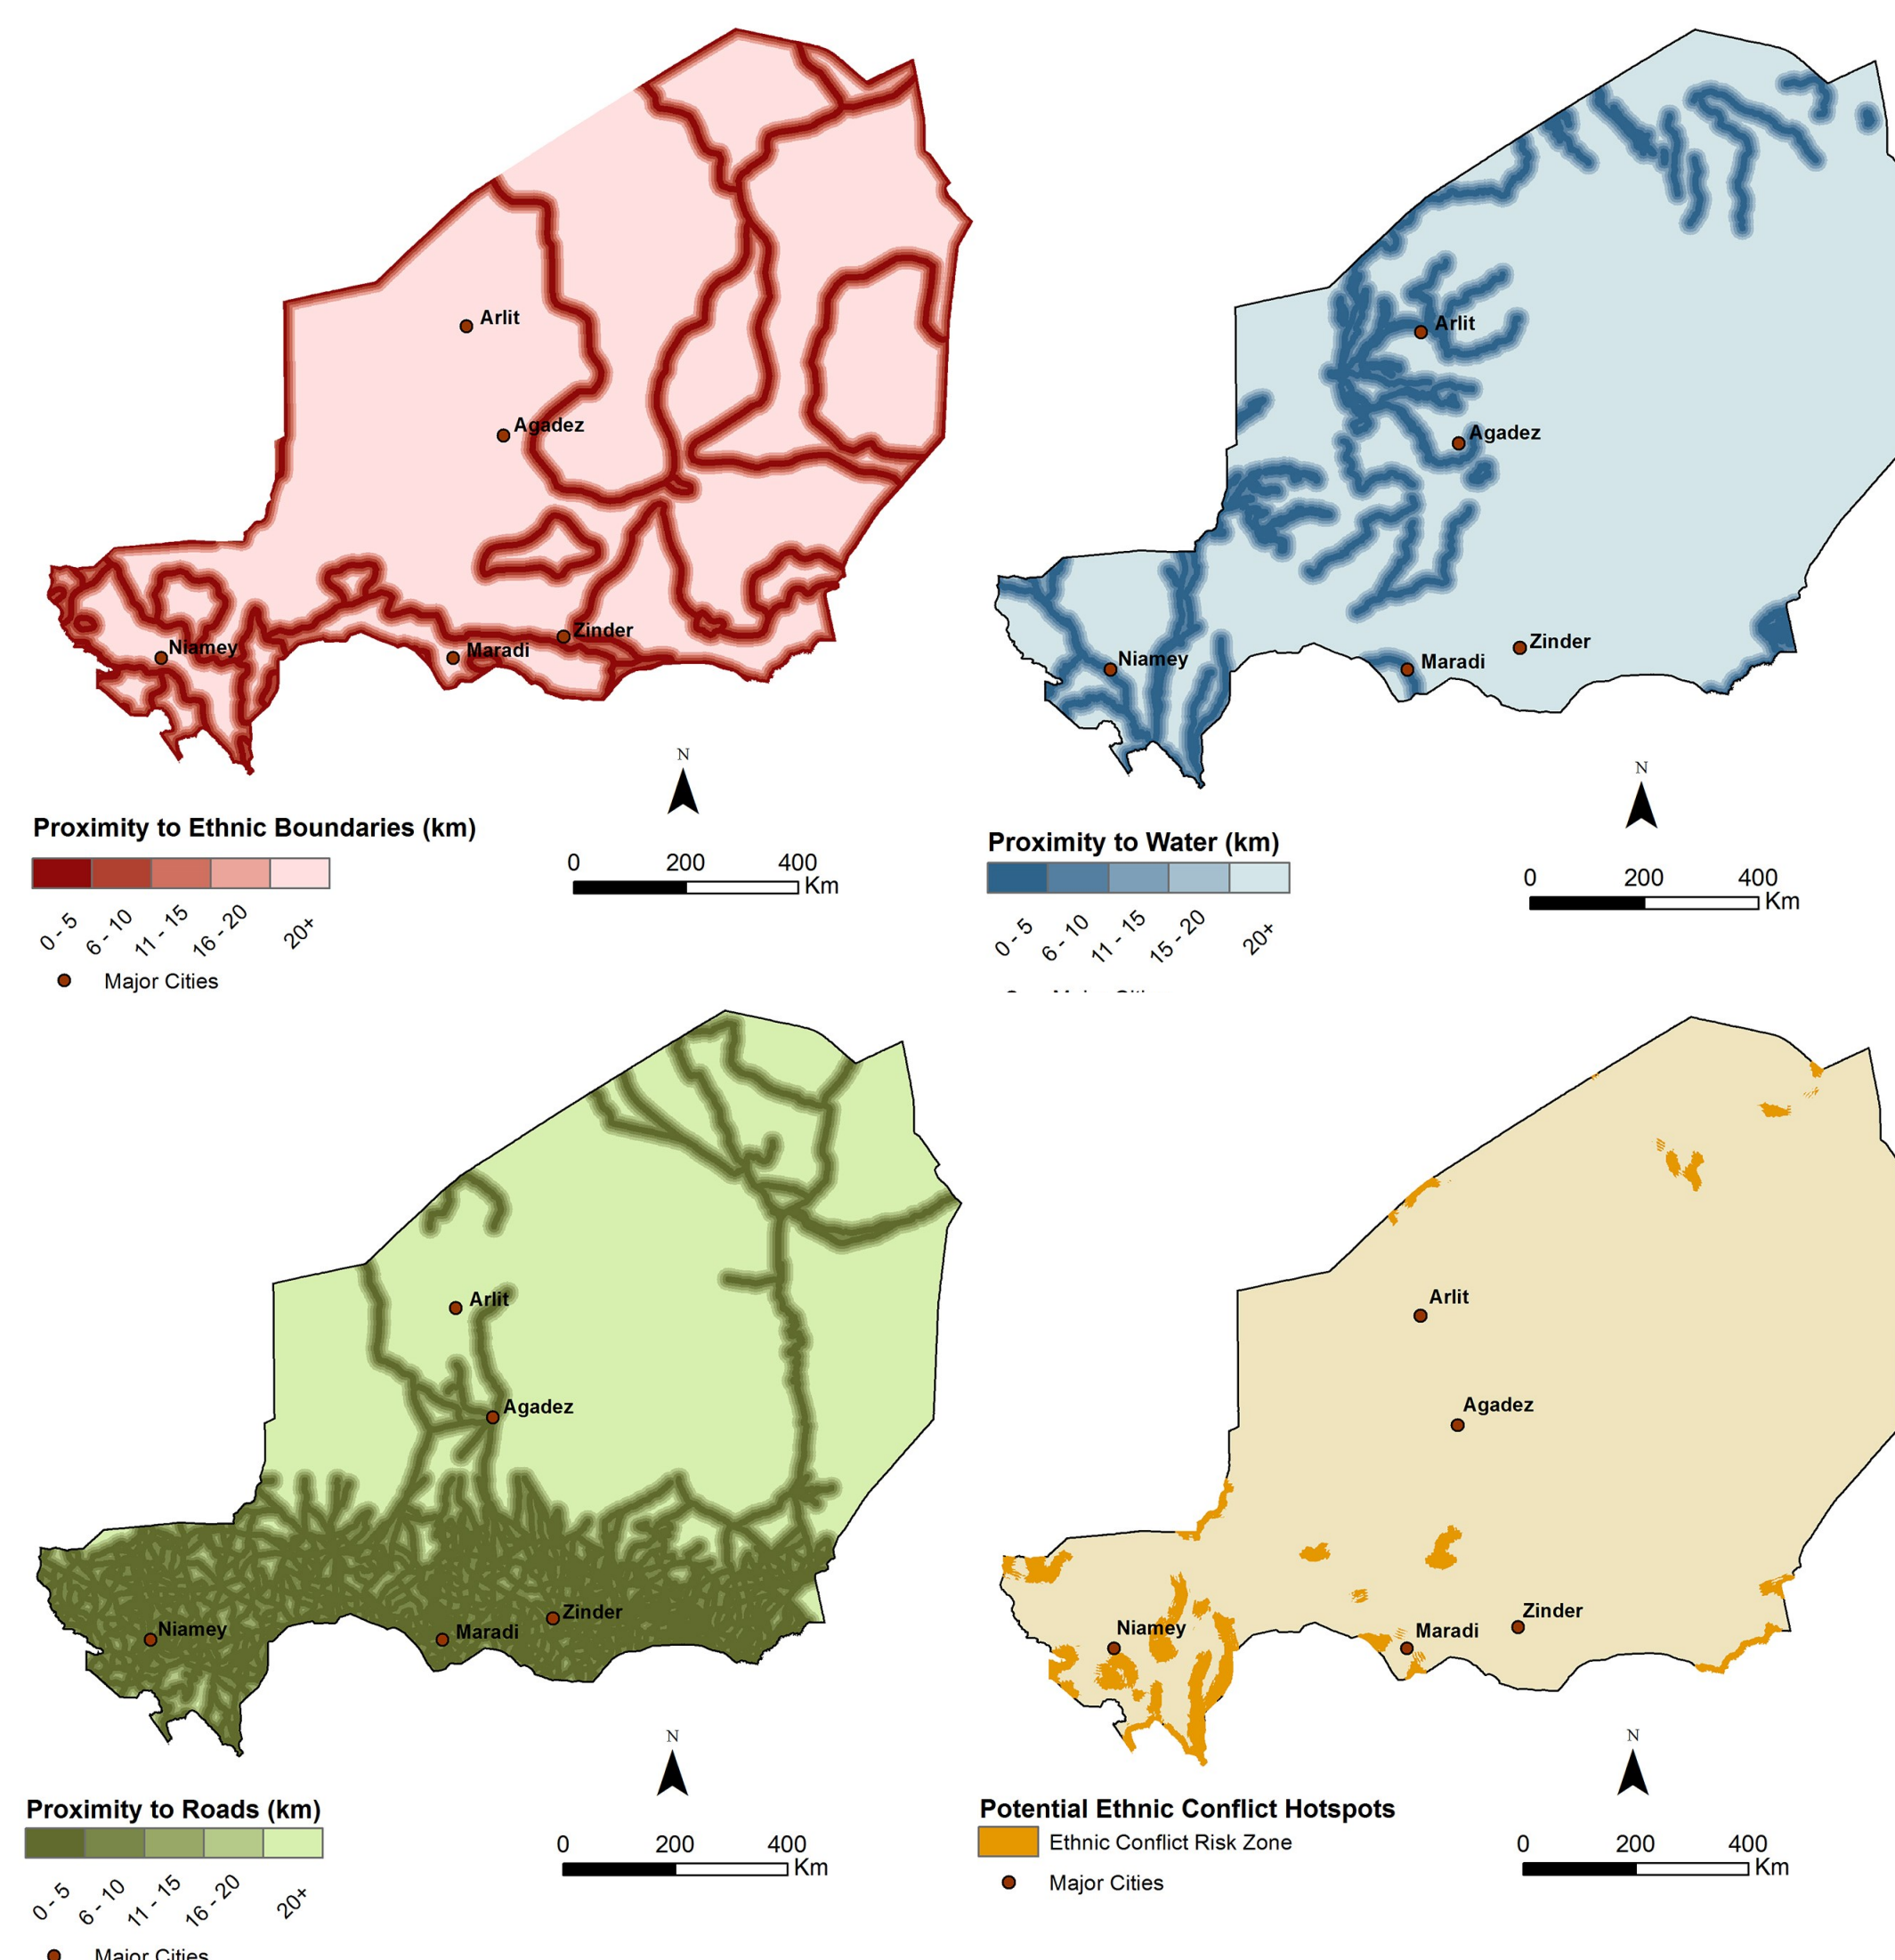 Arlit
Agadez
Niamey
Maradi
Zinder
N
Proximity to Ethnic Boundaries (km)
0 - 5
6 - 10
11 - 15
16 - 20
20+
Major Cities
0 200 400
Km
Arlit
Agadez
Niamey
Maradi
Zinder
N
Proximity to Water (km)
0 - 5
6 - 10
11 - 15
15 - 20
20+
0 200 400
Km
Arlit
Agadez
Niamey
Maradi
Zinder
N
Proximity to Roads (km)
0 - 5
6 - 10
11 - 15
16 - 20
20+
Major Cities
0 200 400
Km
Arlit
Agadez
Niamey
Maradi
Zinder
N
Potential Ethnic Conflict Hotspots
Ethnic Conflict Risk Zone
Major Cities
0 200 400
Km